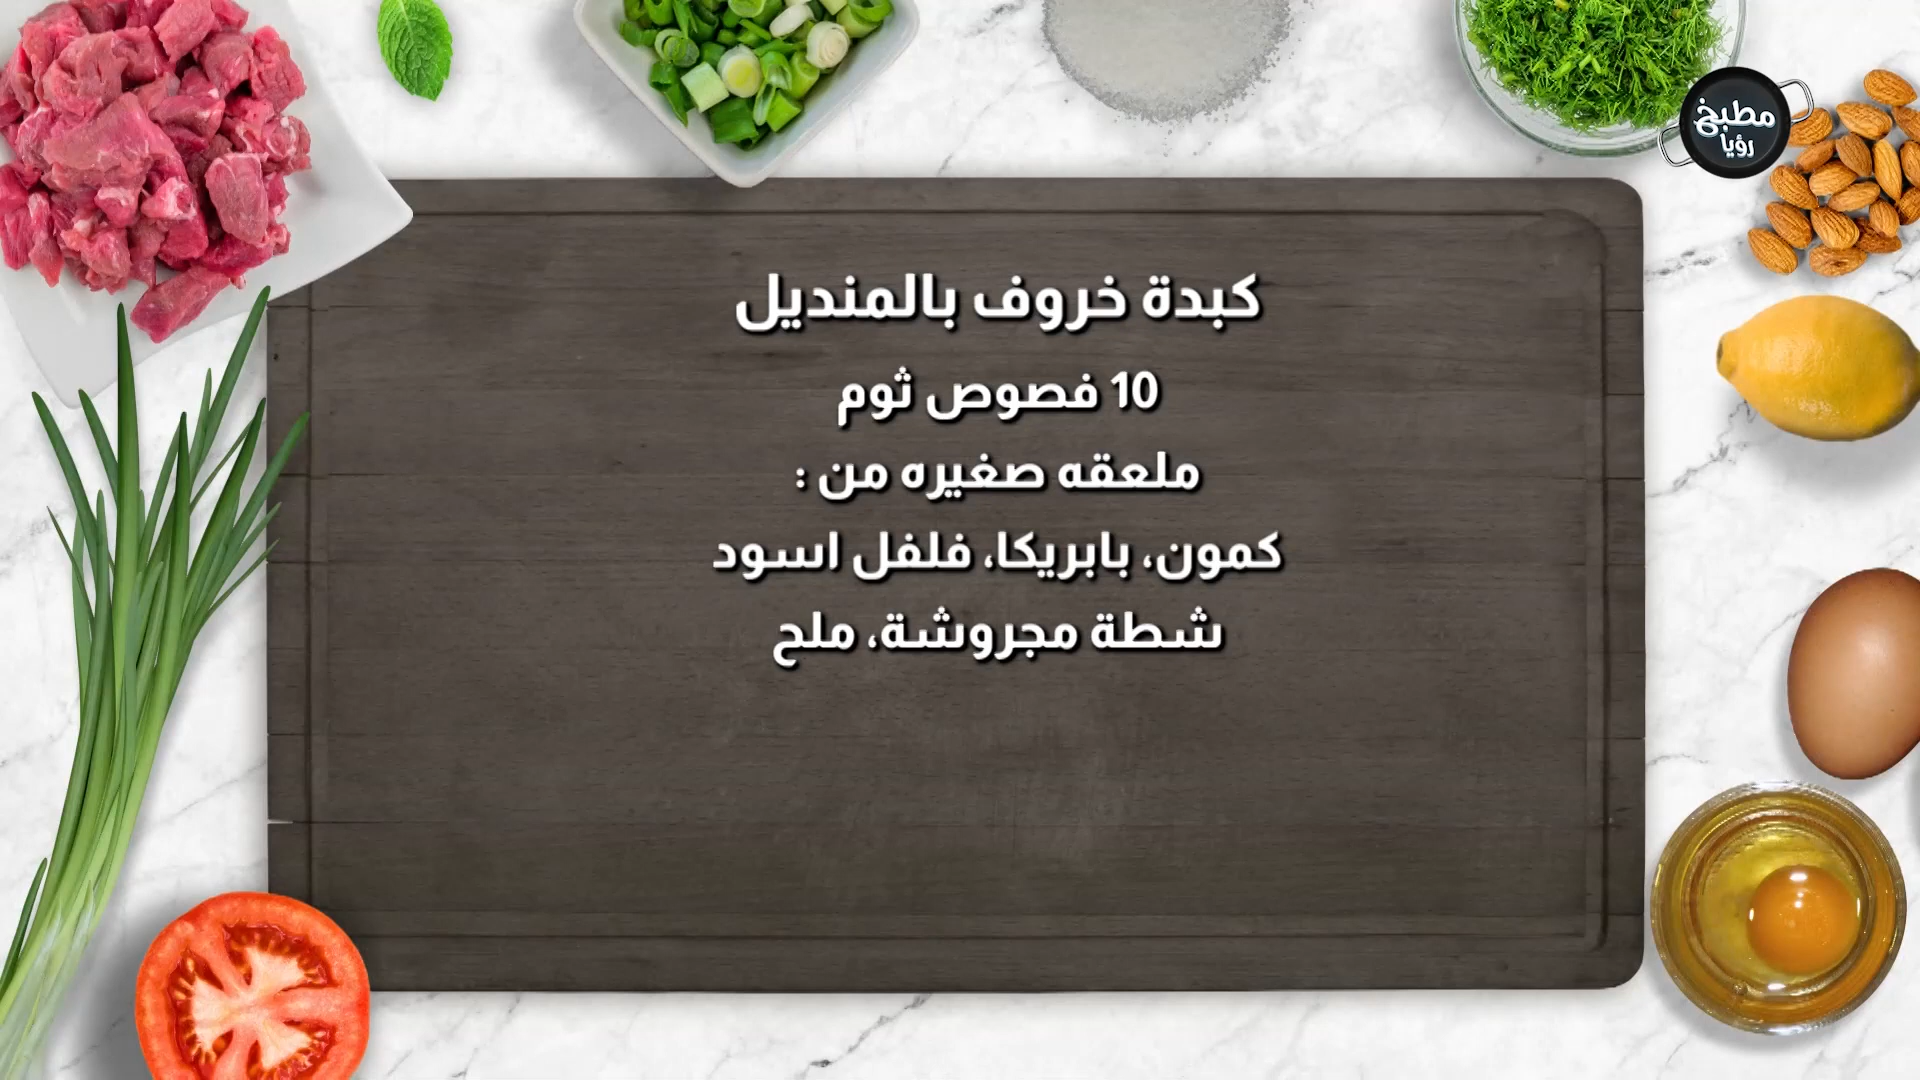 مطبخ
رؤيا
كبدة خروف بالمنديل
10 فصوص ثوم
ملعقه صغيره من :
كمون، بابريكا، فلفل اسود
شطة مجروشة، ملح